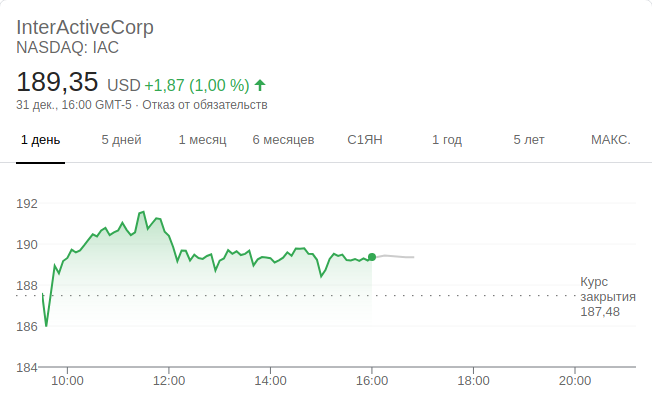 InterActiveCorp
NASDAQ: IAC
189,35 USD +1,87 (1,00 %)
31 дек., 16:00 GMT-5 · Отказ от обязательств
1 день 5 дней 1 месяц 6 месяцев С1ЯН 1 год 5 лет МАКС.
192
190
188
186
184
Курс
закрытия
187,48
10:00 12:00 14:00 16:00 18:00 20:00